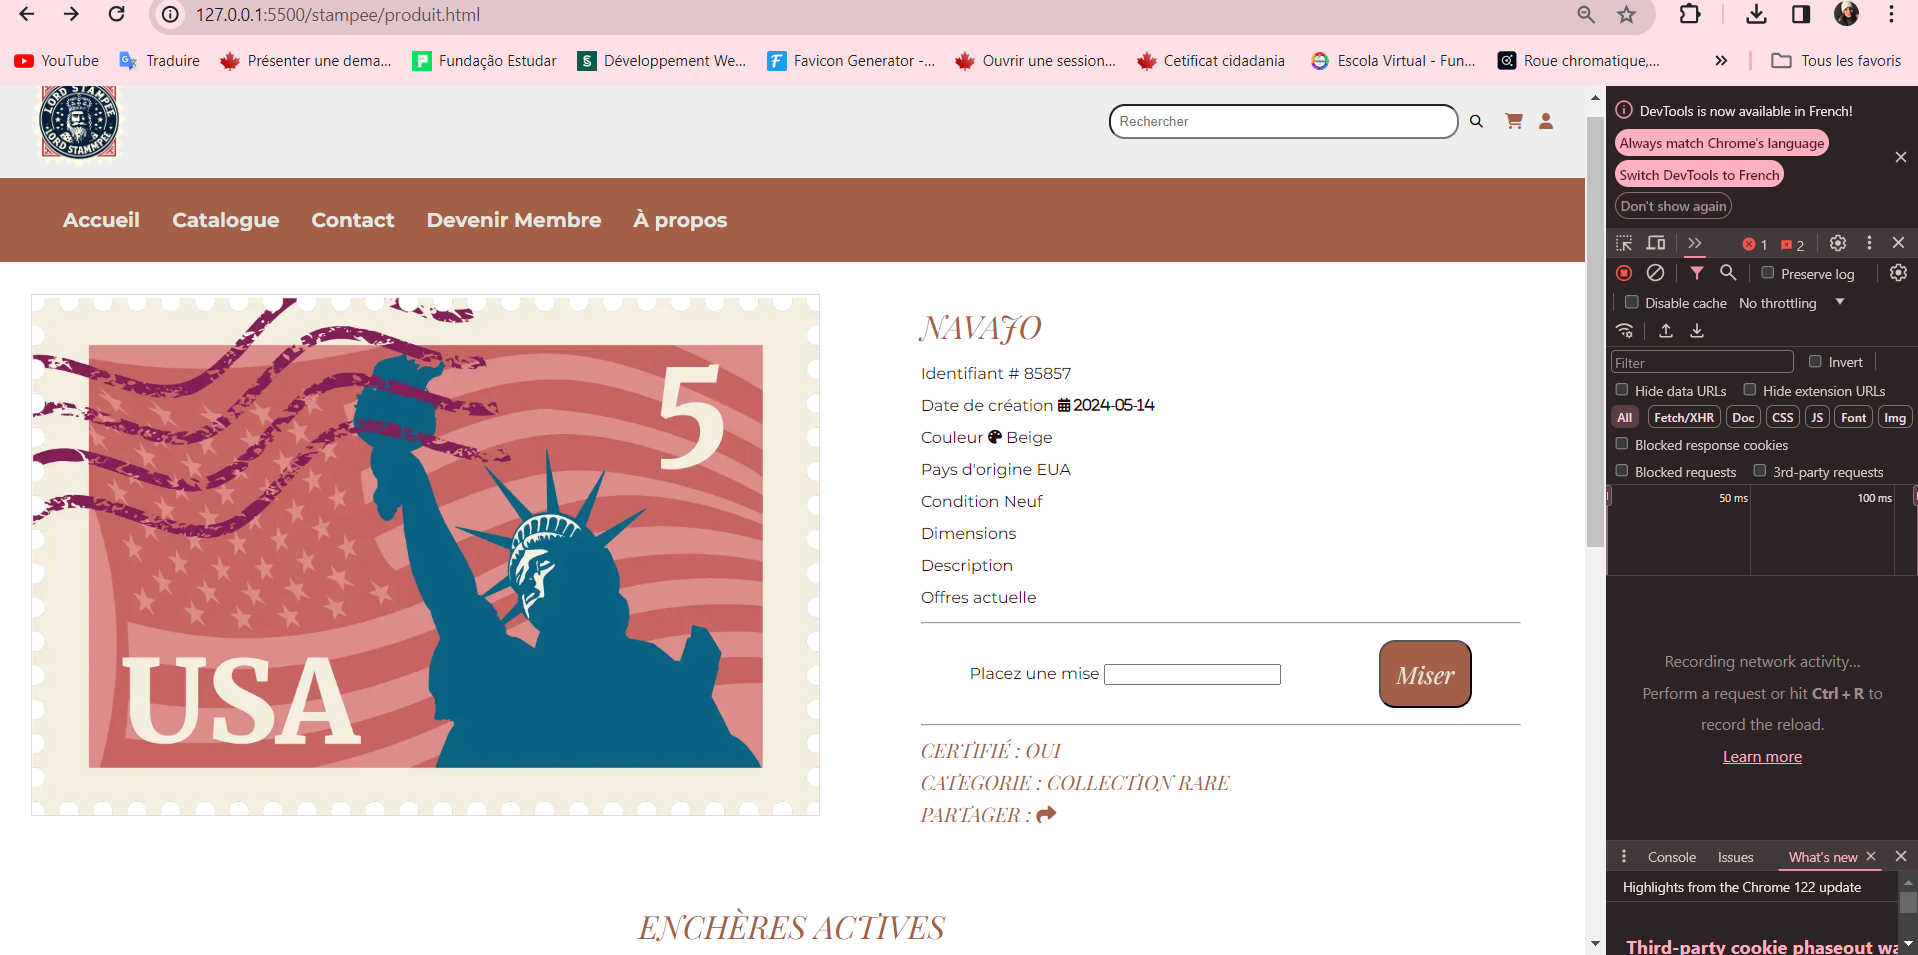 127.0.0.1:5500/stampee/produit.html
YouTube Traduire Présenter une dema... Fundação Estudar Développement We... Favicon Generator -... Ouvrir une session... Cetificat cidadania Escola Virtual - Fun... Roue chromatique,... Tous les favoris
LORD STAMPEE
LORD STAMMPEE
Rechercher
Accueil Catalogue Contact Devenir Membre À propos
5
USA
NAVAJO
Identifiant # 85857
Date de création 2024-05-14
Couleur Beige
Pays d'origine EUA
Condition Neuf
Dimensions
Description
Offres actuelle
Placez une mise Miser
CERTIFIÉ : OUI
CATEGORIE : COLLECTION RARE
PARTAGER :
ENCHÈRES ACTIVES
DevTools is now available in French!
Always match Chrome's language
Switch DevTools to French
Don't show again
1 2
Preserve log
Disable cache No throttling
Filter Invert
Hide data URLs Hide extension URLs
All Fetch/XHR Doc CSS JS Font Img
Blocked response cookies
Blocked requests 3rd-party requests
50 ms 100 ms
Recording network activity...
Perform a request or hit Ctrl + R to
record the reload.
Learn more
Console Issues What's new
Highlights from the Chrome 122 update
Third-party cookie phaseout wa